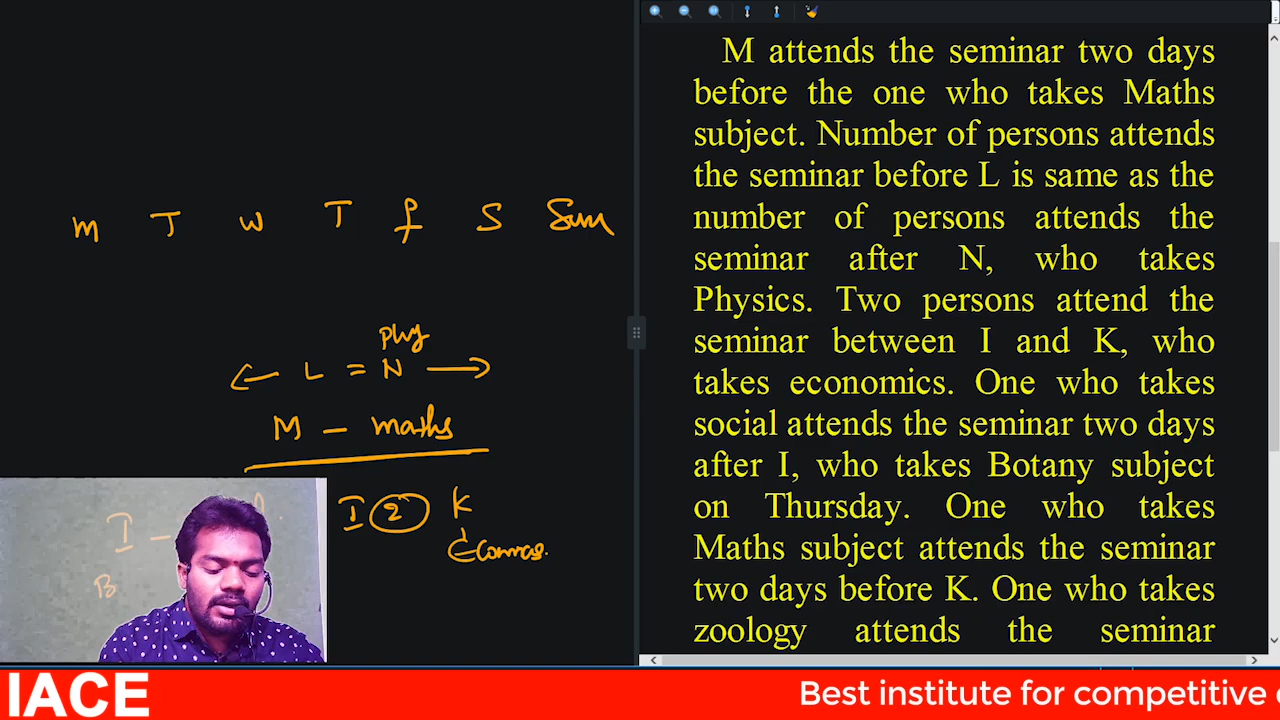 M attends the seminar two days
before the one who takes Maths
subject. Number of persons attends
the seminar before L is same as the
number of persons attends the
seminar after N, who takes
Physics. Two persons attend the
seminar between I and K, who
takes economics. One who takes
social attends the seminar two days
after I, who takes Botany subject
on Thursday. One who takes
Maths subject attends the seminar
two days before K. One who takes
zoology attends the seminar
m T w T f S Sun
phy
L = N
M – maths
I – I 2 K
B
IACE
Best institute for competitive